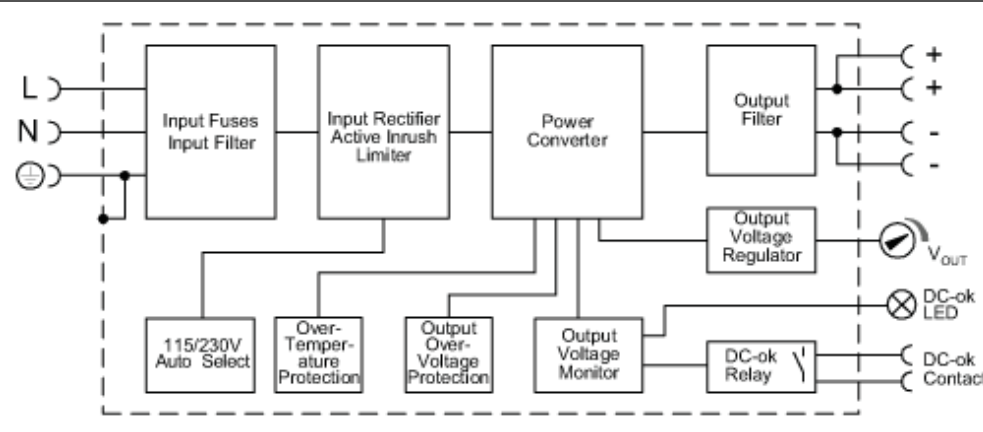 L
N
Input Fuses
Input Filter
Input Rectifier
Active Inrush
Limiter
Power
Converter
Output
Filter
+
+
-
-
Output
Voltage
Regulator
VOUT
115/230V
Auto Select
Over-
Temper-
ature
Protection
Output
Over-
Voltage
Protection
Output
Voltage
Monitor
DC-ok
Relay
DC-ok
LED
DC-ok
Contact